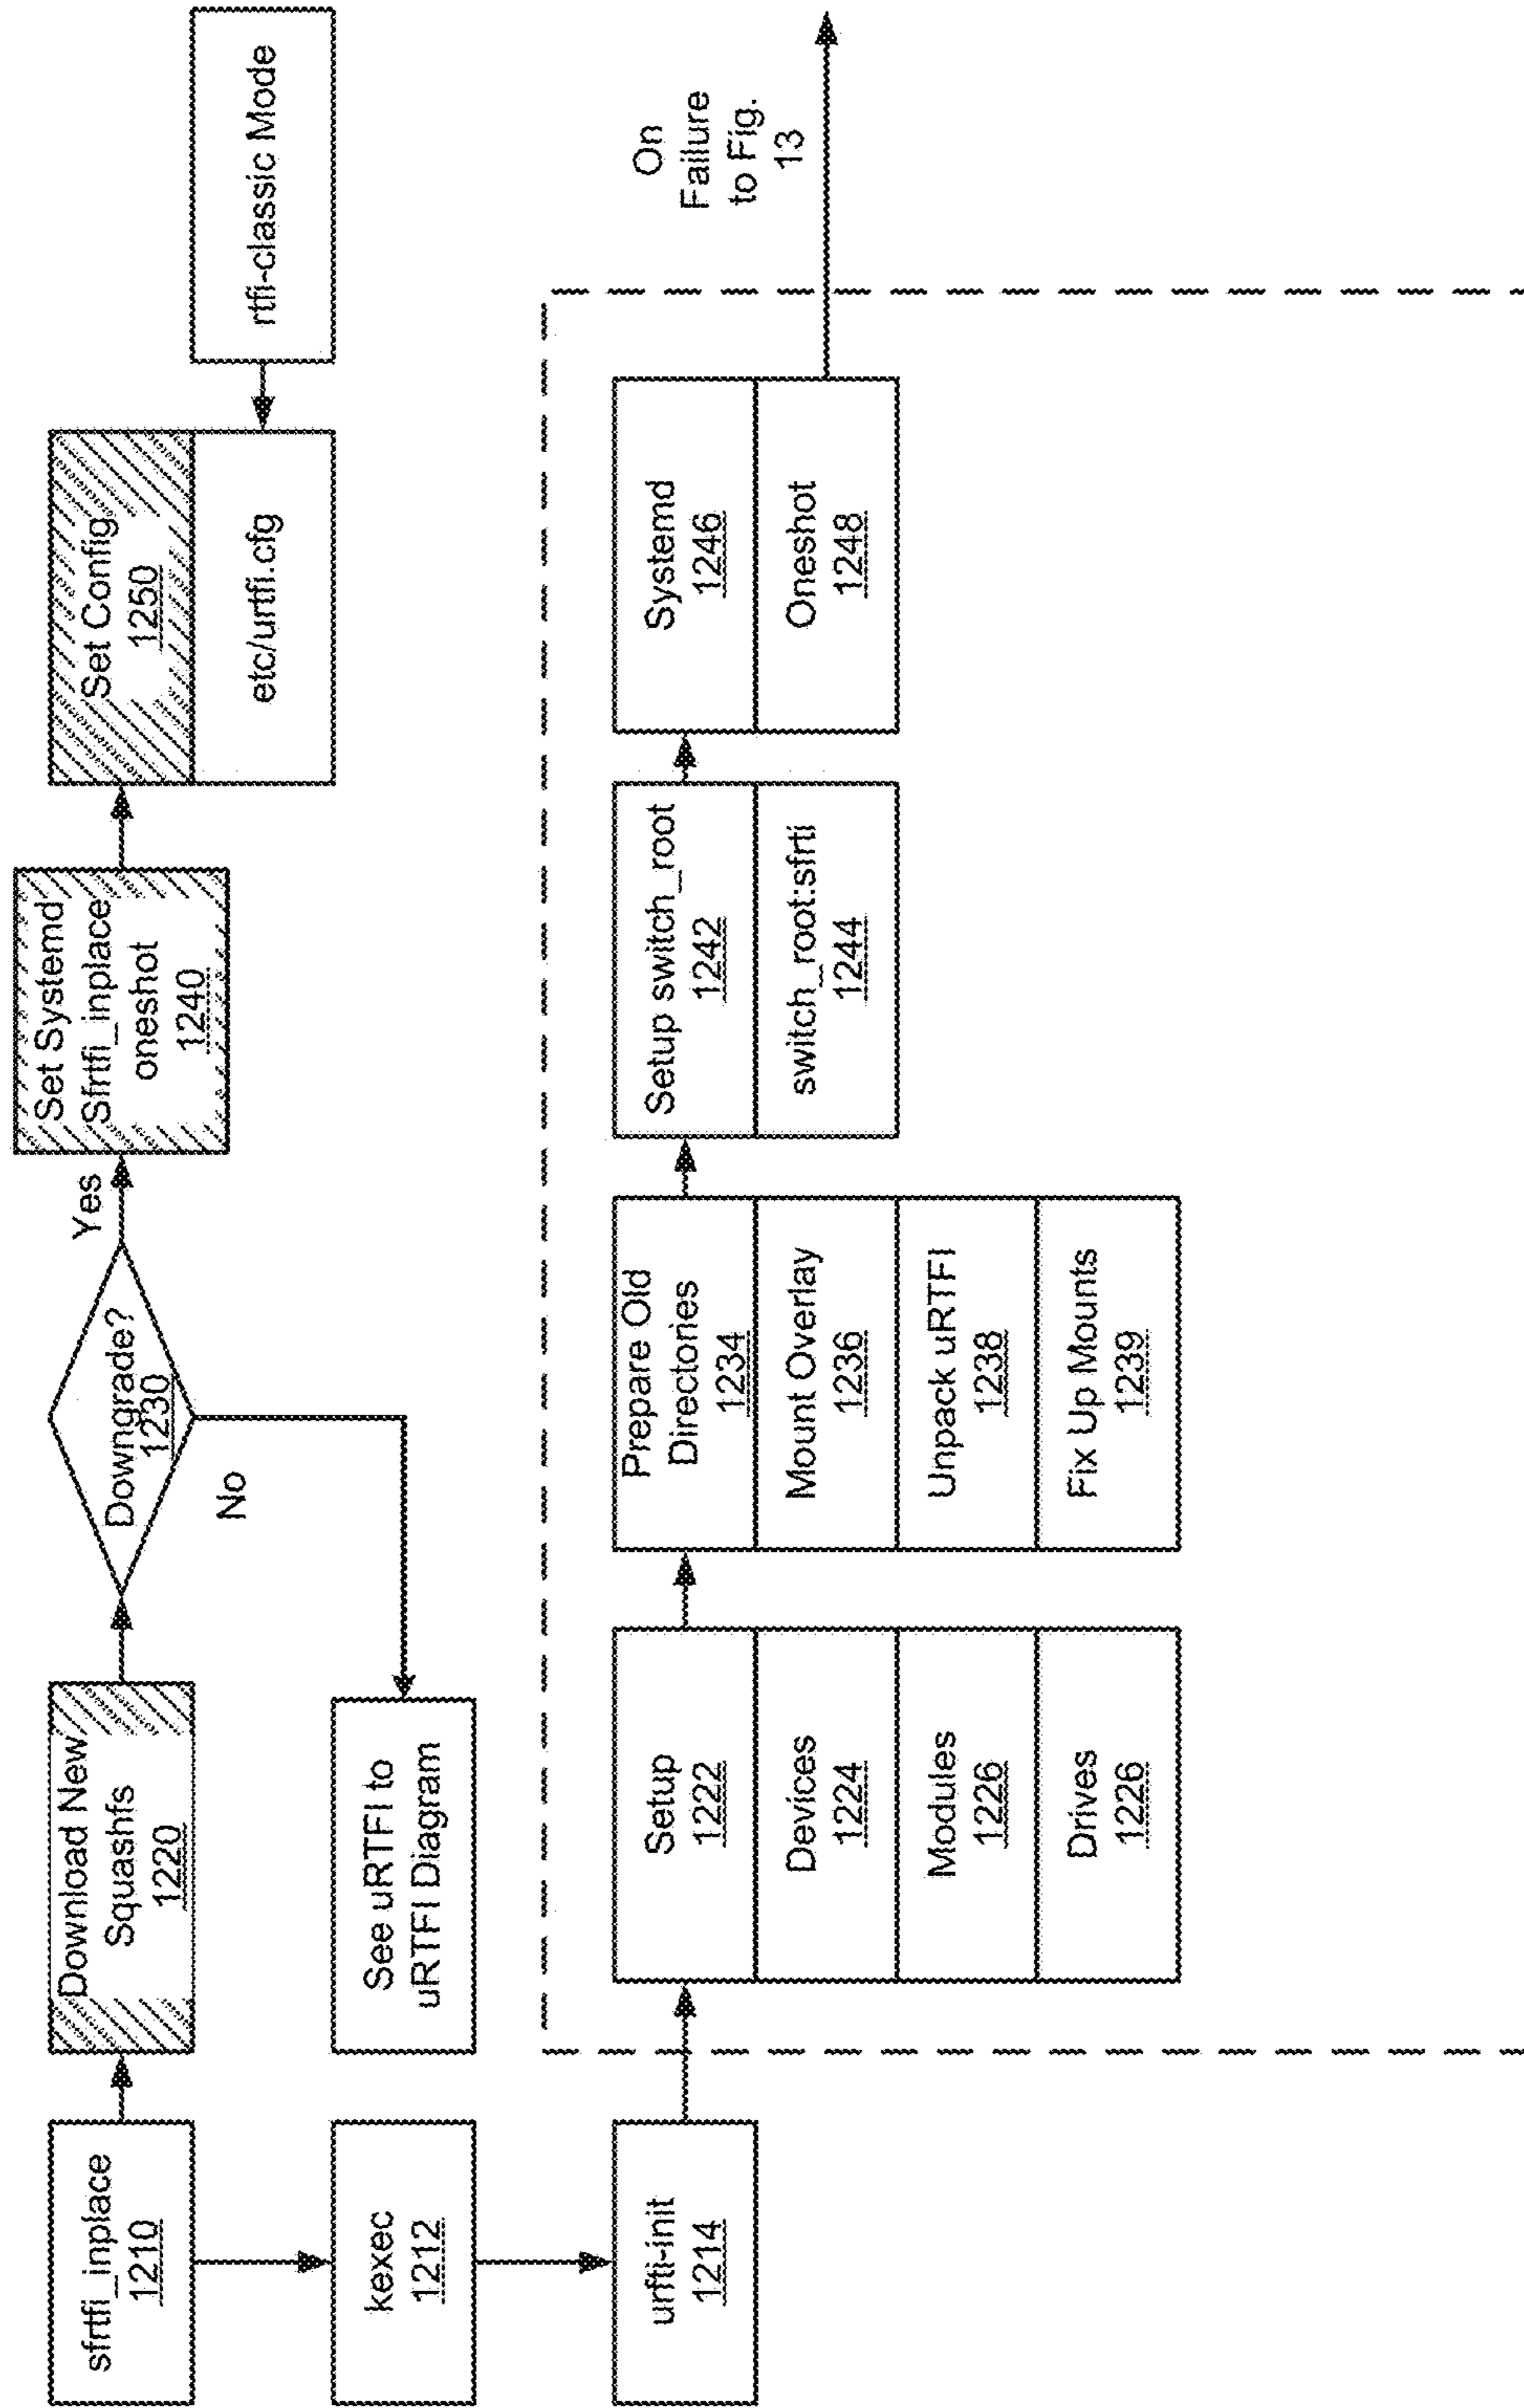 sfrtfi_inplace
1210
Download New
Squashfs
1220
Downgrade?
1230
Yes
No
Set Systemd
Sfrtfi_inplace
oneshot
1240
Set Config
1250
etc/urtfi.cfg
rtfi-classic Mode
kexec
1212
See uRTFI to
uRTFI Diagram
urfti-init
1214
Setup
1222
Devices
1224
Modules
1226
Drives
1226
Prepare Old
Directories
1234
Mount Overlay
1236
Unpack uRTFI
1238
Fix Up Mounts
1239
Setup switch_root
1242
switch_root:sfrti
1244
Systemd
1246
Oneshot
1248
On
Failure
to Fig.
13